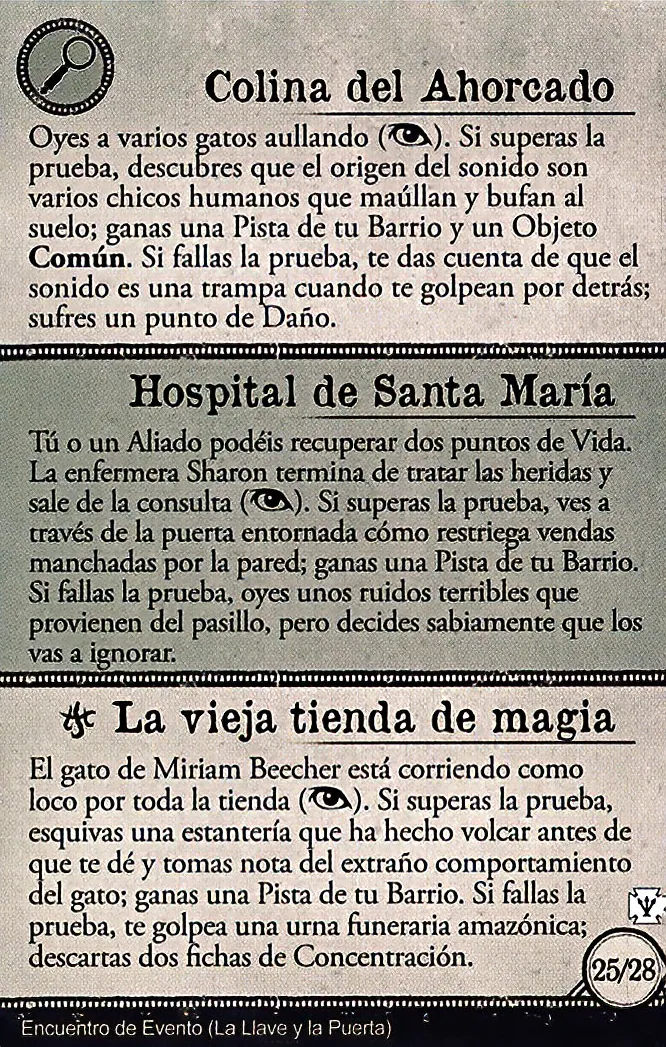 Colina del Ahorcado
Oyes a varios gatos aullando (). Si superas la
prueba, descubres que el origen del sonido son
varios chicos humanos que maúllan y bufan al
suelo; ganas una Pista de tu Barrio y un Objeto
Común. Si fallas la prueba, te das cuenta de que el
sonido es una trampa cuando te golpean por detrás;
sufres un punto de Daño.
Hospital de Santa María
Tú o un Aliado podéis recuperar dos puntos de Vida.
La enfermera Sharon termina de tratar las heridas y
sale de la consulta (). Si superas la prueba, ves a
través de la puerta entornada cómo restriega vendas
manchadas por la pared; ganas una Pista de tu Barrio.
Si fallas la prueba, oyes unos ruidos terribles que
provienen del pasillo, pero decides sabiamente que los
vas a ignorar.
La vieja tienda de magia
El gato de Miriam Beecher está corriendo como
loco por toda la tienda (). Si superas la prueba,
esquivas una estantería que ha hecho volcar antes de
que te dé y tomas nota del extraño comportamiento
del gato; ganas una Pista de tu Barrio. Si fallas la
prueba, te golpea una urna funeraria amazónica;
descartas dos fichas de Concentración.
25/28
Encuentro de Evento (La Llave y la Puerta)